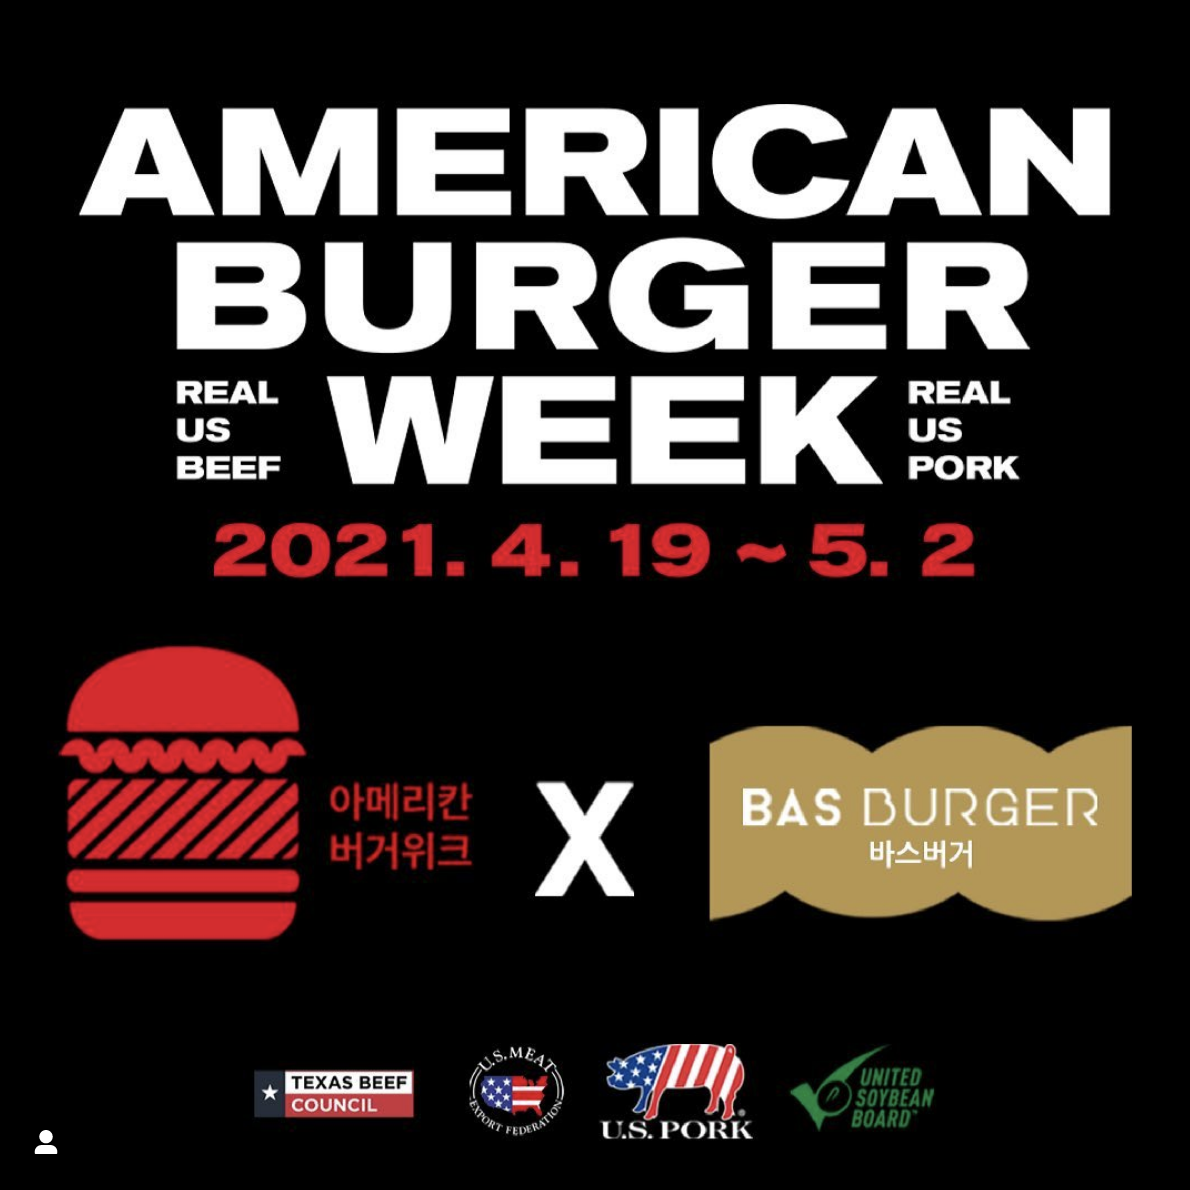 AMERICAN
BURGER
REAL
US
BEEF
WEEK
REAL
US
PORK
2021. 4. 19 ~ 5. 2
아메리칸
버거위크
X
BAS BURGER
바스버거
TEXAS BEEF
COUNCIL
U.S. MEAT
EXPORT FEDERATION
U.S. PORK®
UNITED
SOYBEAN
BOARD™